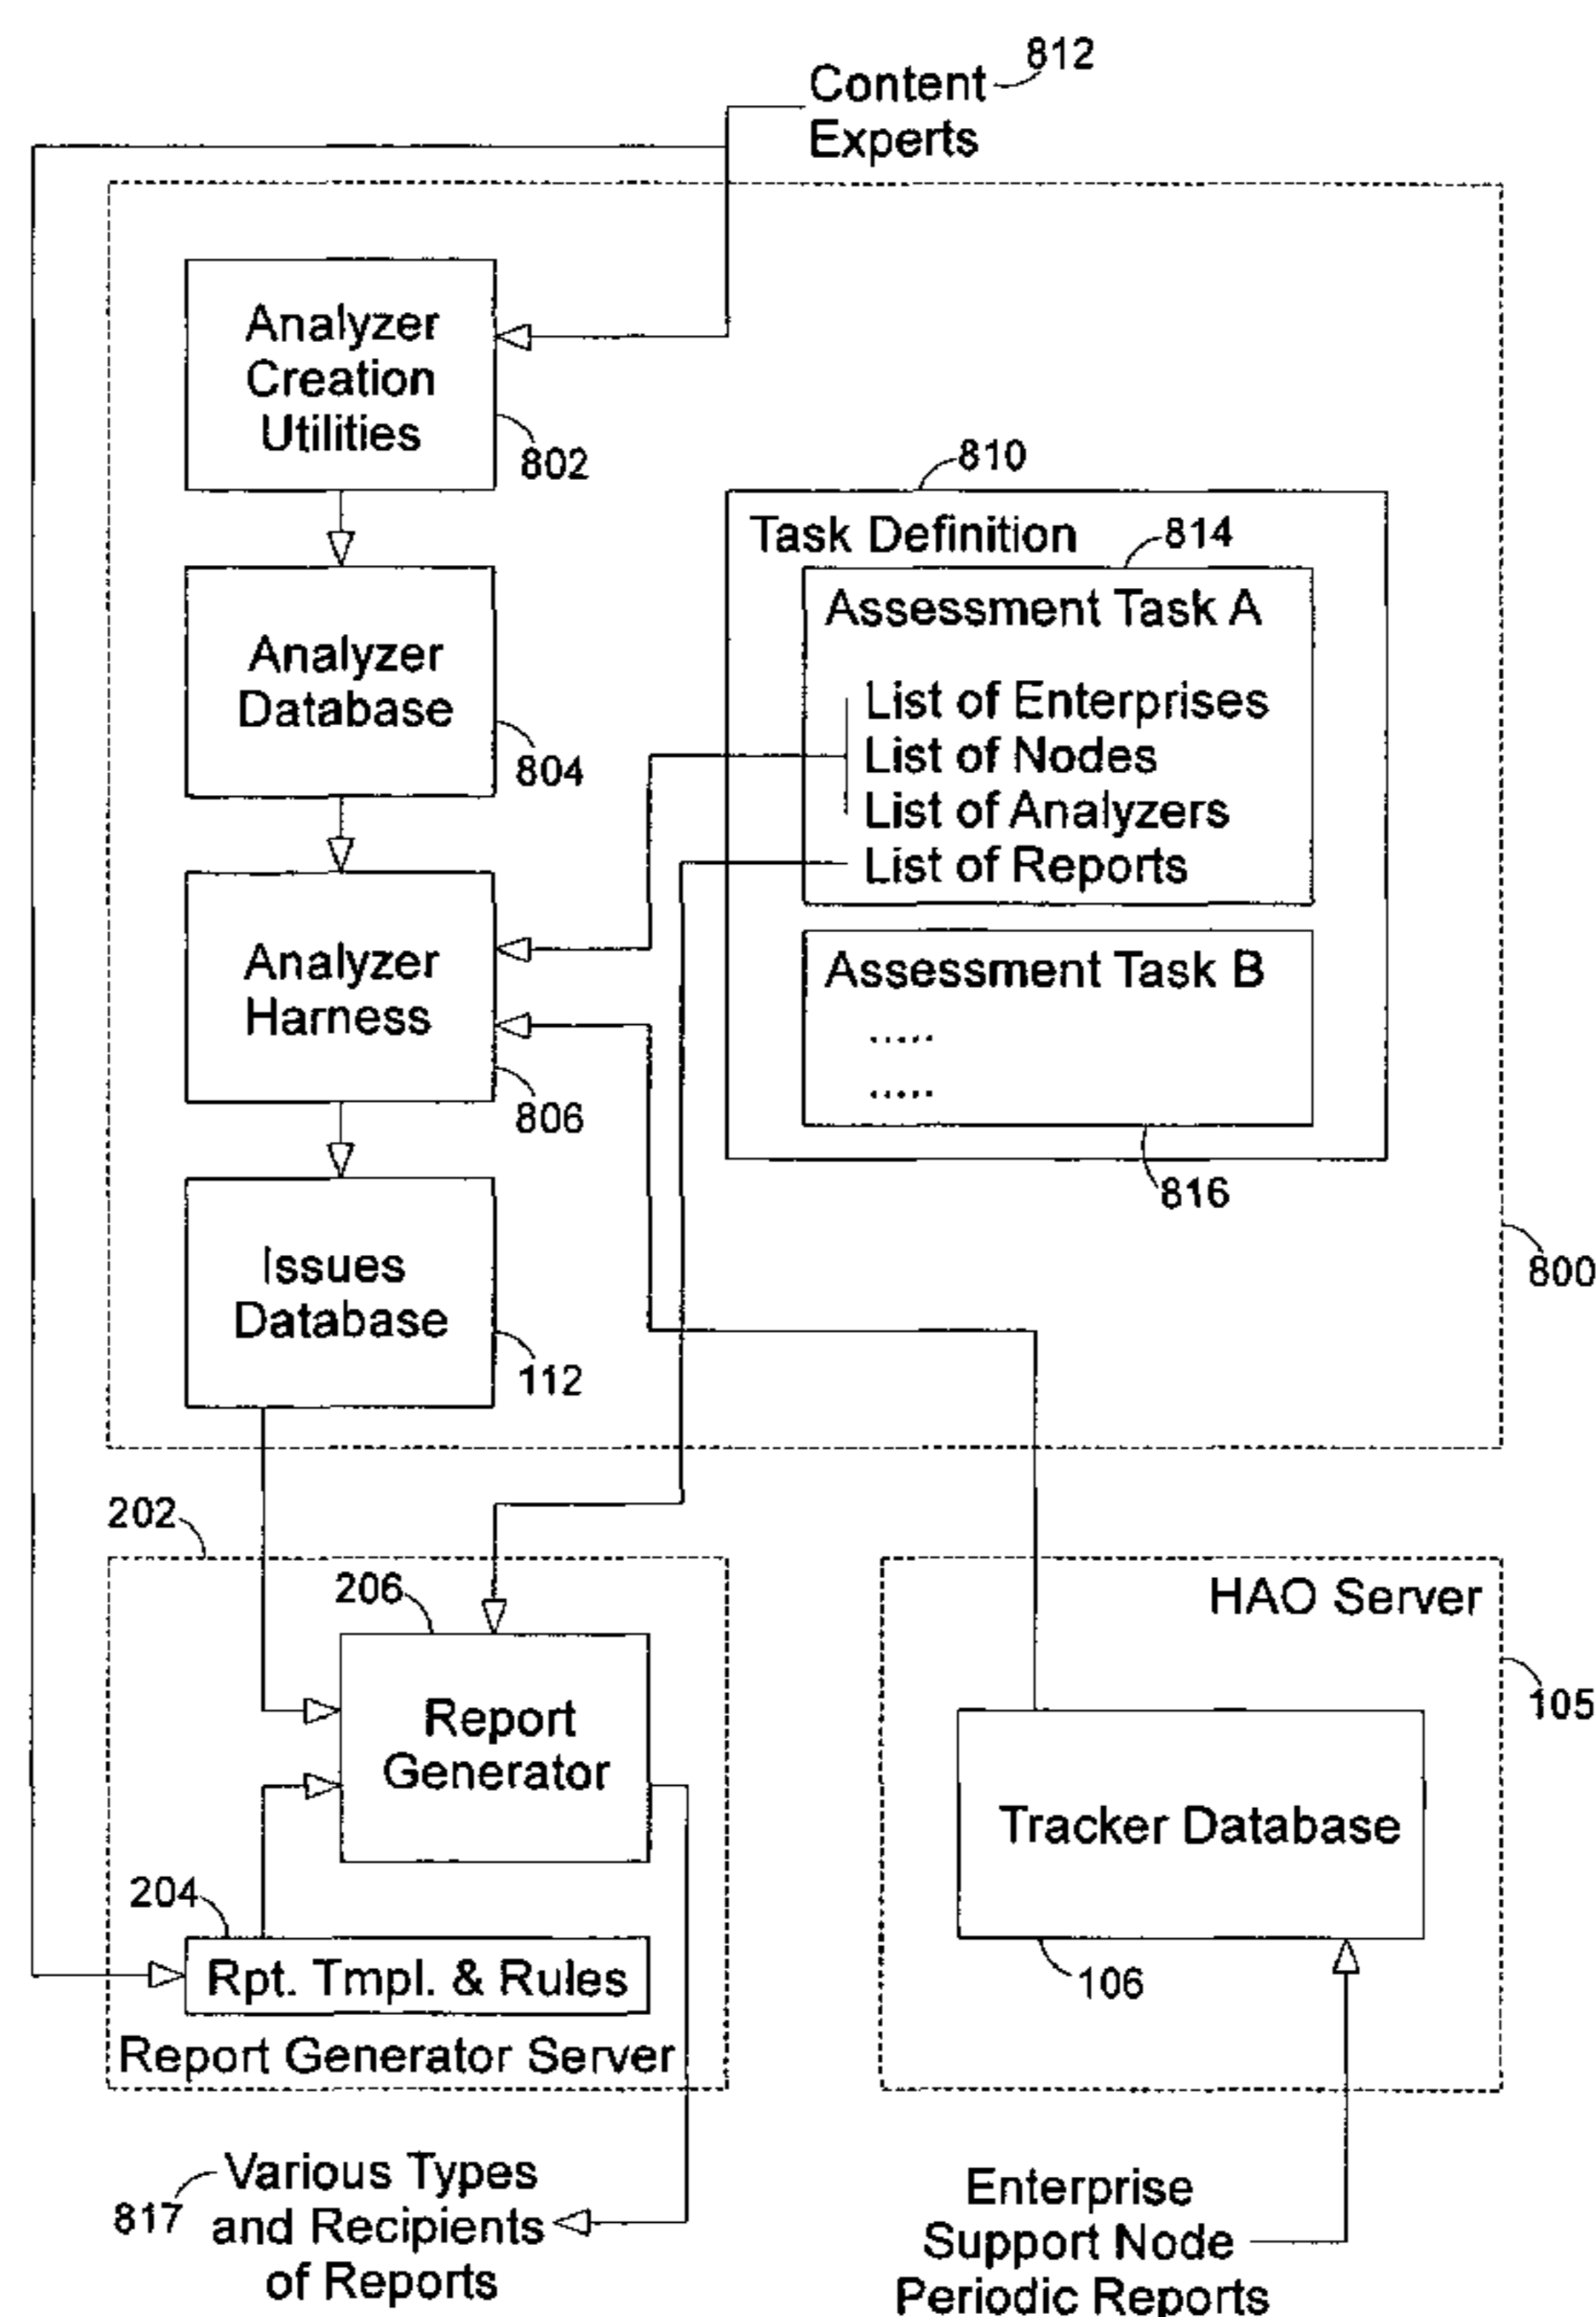 Content
Experts
812
Analyzer
Creation
Utilities
802
810
Task Definition
814
Assessment Task A
List of Enterprises
List of Nodes
List of Analyzers
List of Reports
Analyzer
Database
804
Analyzer
Harness
806
Assessment Task B
.....
.....
816
Issues
Database
112
800
202
206
Report
Generator
204
Rpt. Tmpl. & Rules
Report Generator Server
HAO Server
105
Tracker Database
106
817
Various Types
and Recipients
of Reports
Enterprise
Support Node
Periodic Reports